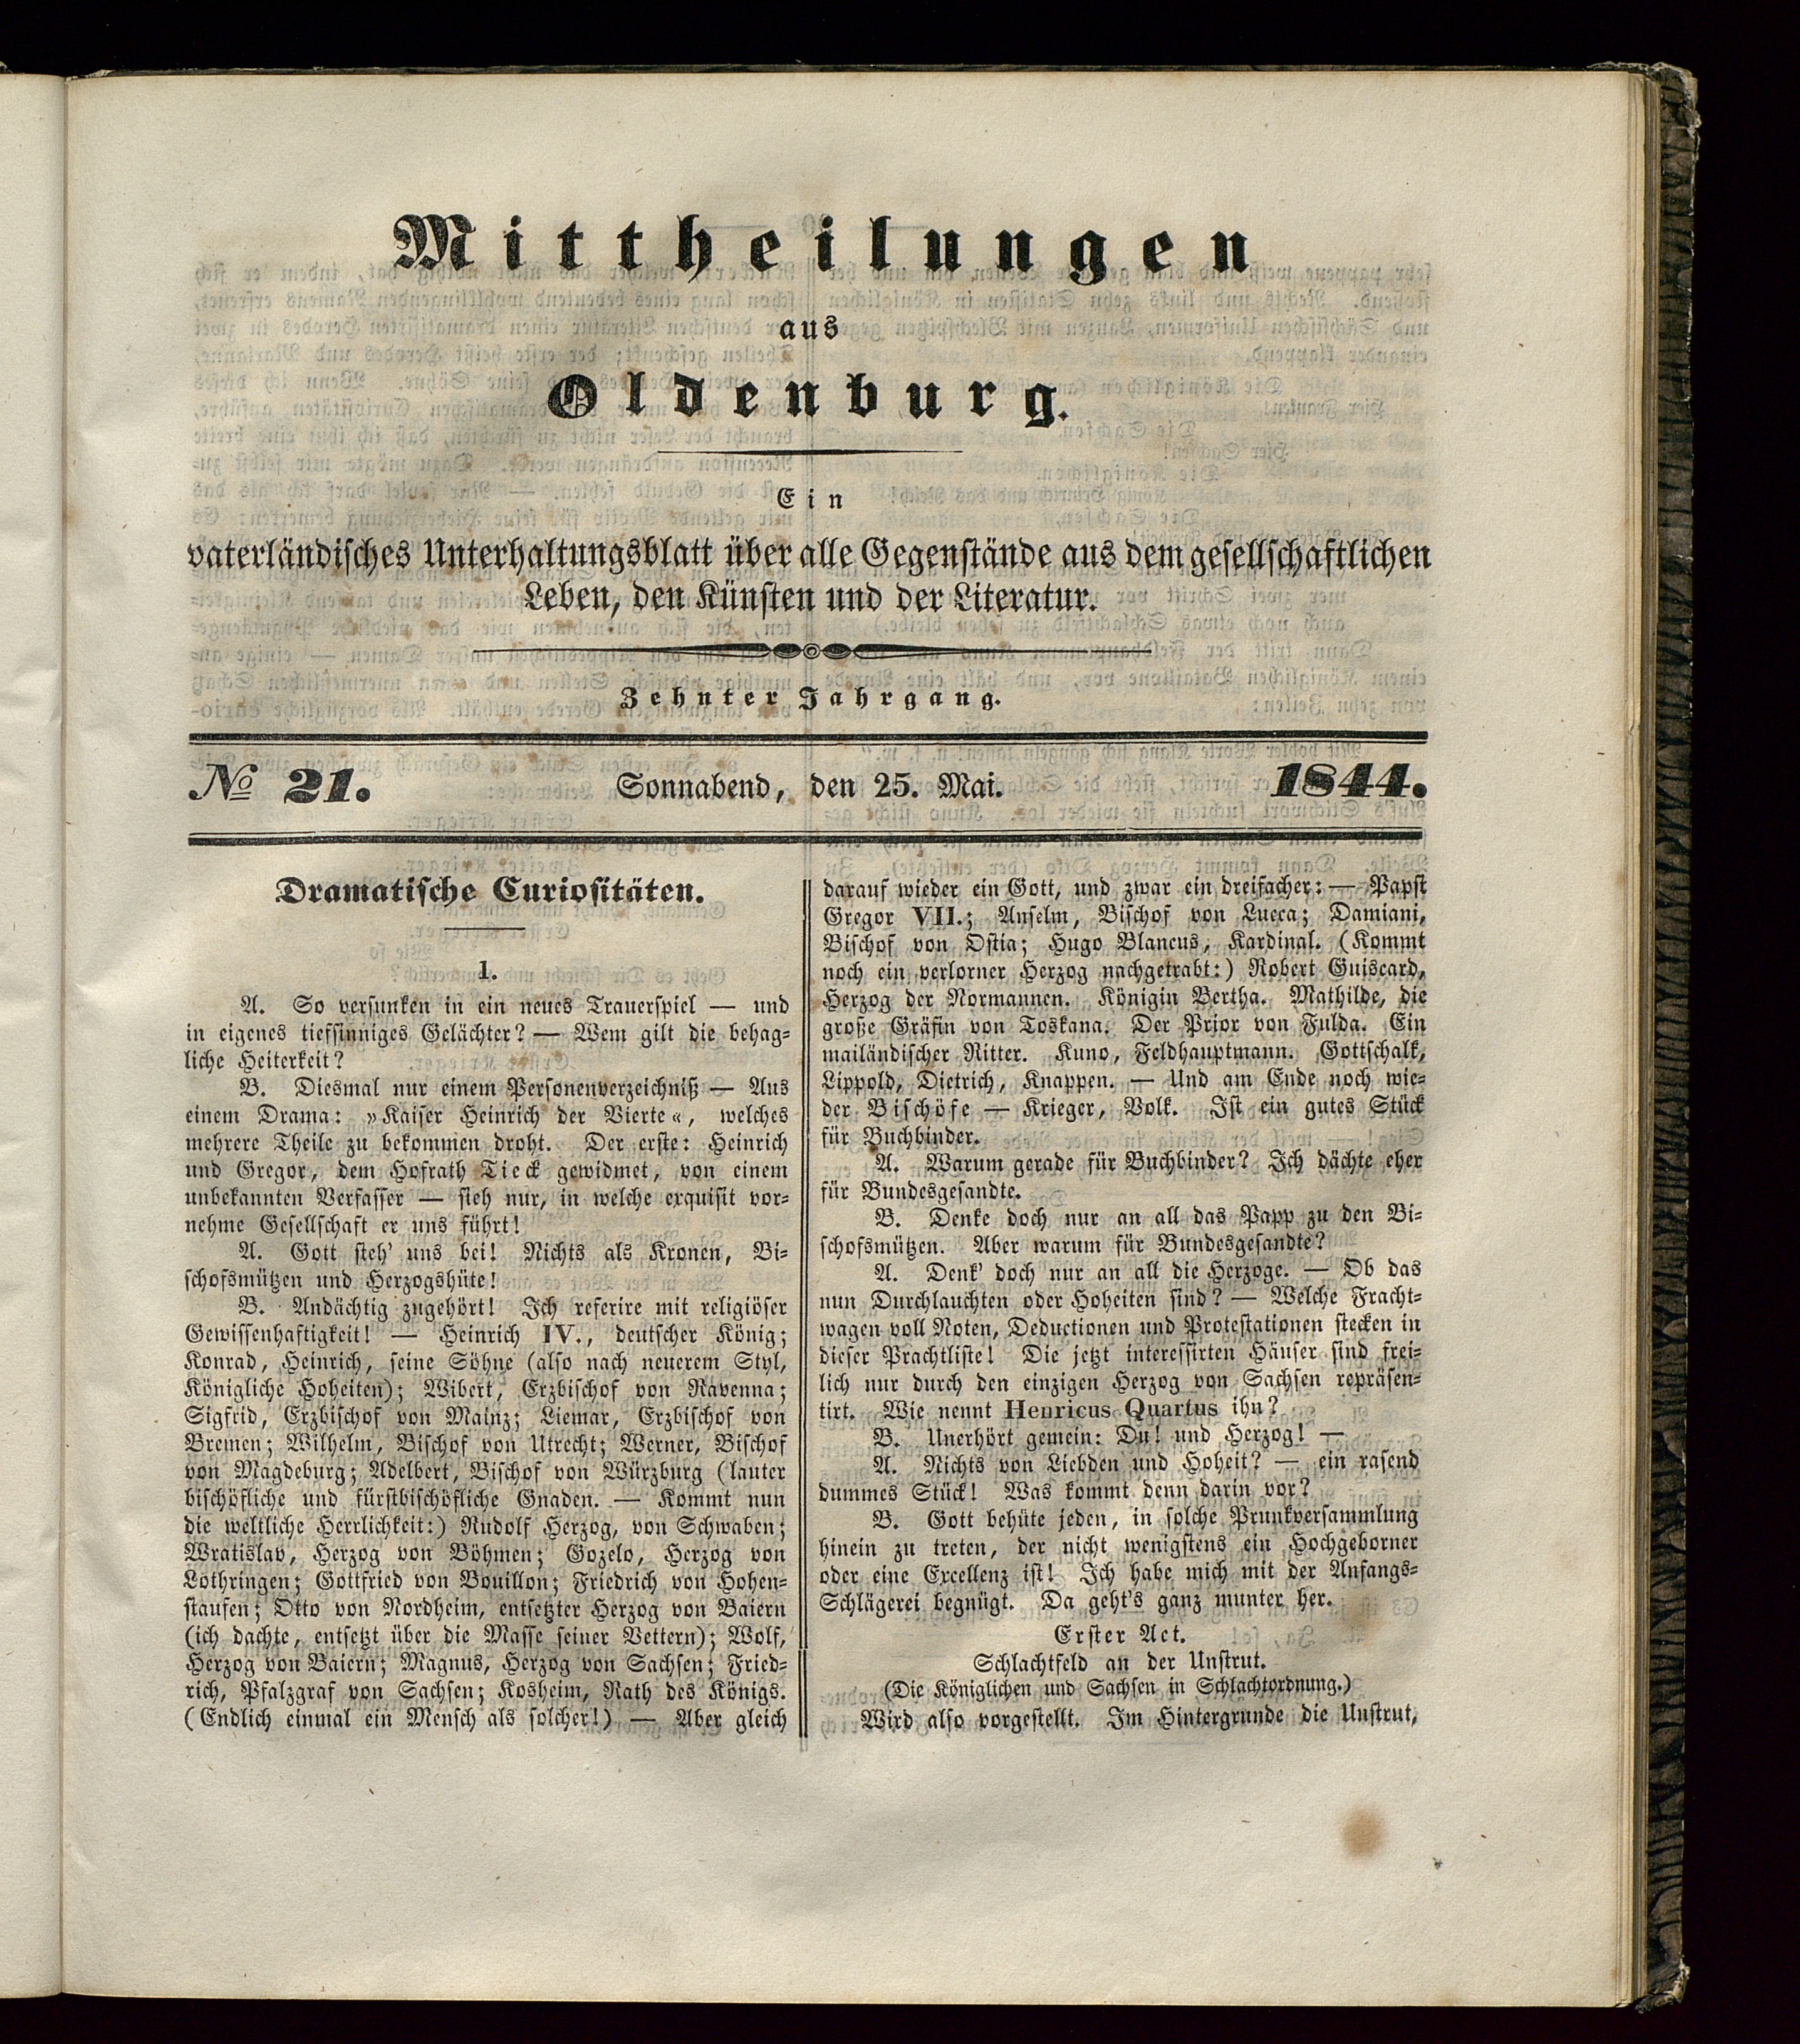 Mittheilungen
aus
Oldenburg.
Ein
vaterländisches Unterhaltungsblatt über alle Gegenstände aus dem gesellschaftlichen
Leben, den Künsten und der Literatur.
Zehnter Jahrgang.
No 21. Sonnabend, den 25. Mai. 1844.
Dramatische Curiositäten.
1.
A. So versunken in ein neues Trauerspiel — und
in eigenes tiefsinniges Gelächter? — Wem gilt die behag-
liche Heiterkeit?
B. Diesmal nur einem Personenverzeichniß — Aus
einem Drama: »Kaiser Heinrich der Vierte«, welches
mehrere Theile zu bekommen droht. Der erste: Heinrich
und Gregor, dem Hofrath Tieck gewidmet, von einem
unbekannten Verfasser — sieh nur, in welche exquisit vor-
nehme Gesellschaft er uns führt!
A. Gott steh' uns bei! Nichts als Kronen, Bi-
schofsmützen und Herzogshüte!
B. Andächtig zugehört! Ich referire mit religiöser
Gewissenhaftigkeit! — Heinrich IV., deutscher König;
Konrad, Heinrich, seine Söhne (also nach neuerem Styl,
Königliche Hoheiten); Wibert, Erzbischof von Ravenna;
Sigfrid, Erzbischof von Mainz; Liemar, Erzbischof von
Bremen; Wilhelm, Bischof von Utrecht; Werner, Bischof
von Magdeburg; Adelbert, Bischof von Würzburg (lauter
bischöfliche und fürstbischöfliche Gnaden. — Kommt nun
die weltliche Herrlichkeit:) Rudolf Herzog, von Schwaben;
Wratislav, Herzog von Böhmen; Gozelo, Herzog von
Lothringen; Gottfried von Bouillon; Friedrich von Hohen-
staufen; Otto von Nordheim, entsetzter Herzog von Baiern
(ich dachte, entsetzt über die Masse seiner Vettern); Wolf,
Herzog von Baiern; Magnus, Herzog von Sachsen; Fried-
rich, Pfalzgraf von Sachsen; Kosheim, Rath des Königs.
(Endlich einmal ein Mensch als solcher!) — Aber gleich
darauf wieder ein Gott, und zwar ein dreifacher: — Papst
Gregor VII.; Anselm, Bischof von Lucca; Damiani,
Bischof von Ostia; Hugo Blancus, Kardinal. (Kommt
noch ein verlorner Herzog nachgetrabt:) Robert Guiscard,
Herzog der Normannen. Königin Bertha. Mathilde, die
große Gräfin von Toskana. Der Prior von Fulda. Ein
mailändischer Ritter. Kuno, Feldhauptmann. Gottschalk,
Lippold, Dietrich, Knappen. — Und am Ende noch wie-
der Bischöfe — Krieger, Volk. Ist ein gutes Stück
für Buchbinder.
A. Warum gerade für Buchbinder? Ich dächte eher
für Bundesgesandte.
B. Denke doch nur an all das Papp zu den Bi-
schofsmützen. Aber warum für Bundesgesandte?
A. Denk' doch nur an all die Herzoge. — Ob das
nun Durchlauchten oder Hoheiten sind? — Welche Fracht-
wagen voll Noten, Deductionen und Protestationen stecken in
dieser Prachtliste! Die jetzt interessirten Häuser sind frei-
lich nur durch den einzigen Herzog von Sachsen repräsen-
tirt. Wie nennt Henricus Quartus ihn?
B. Unerhört gemein: Du! und Herzog! —
A. Nichts von Liebden und Hoheit? — ein rasend
dummes Stück! Was kommt denn darin vor?
B. Gott behüte jeden, in solche Prunkversammlung
hinein zu treten, der nicht wenigstens ein Hochgeborner
oder eine Excellenz ist! Ich habe mich mit der Anfangs-
Schlägerei begnügt. Da geht's ganz munter her.
Erster Act.
Schlachtfeld an der Unstrut.
(Die Königlichen und Sachsen in Schlachtordnung.)
Wird also vorgestellt. Im Hintergrunde die Unstrut,